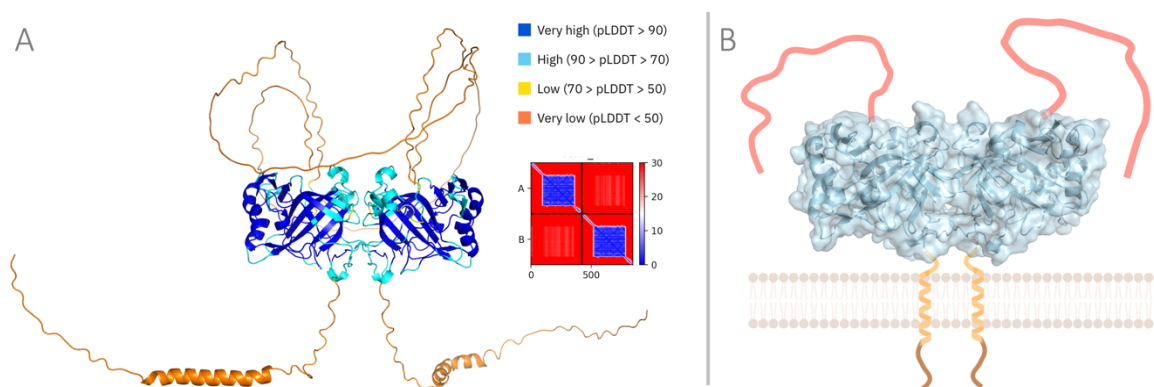 A
Very high (pLDDT > 90)
High (90 > pLDDT > 70)
Low (70 > pLDDT > 50)
Very low (pLDDT < 50)
A
B
0
500
30
20
10
0
B